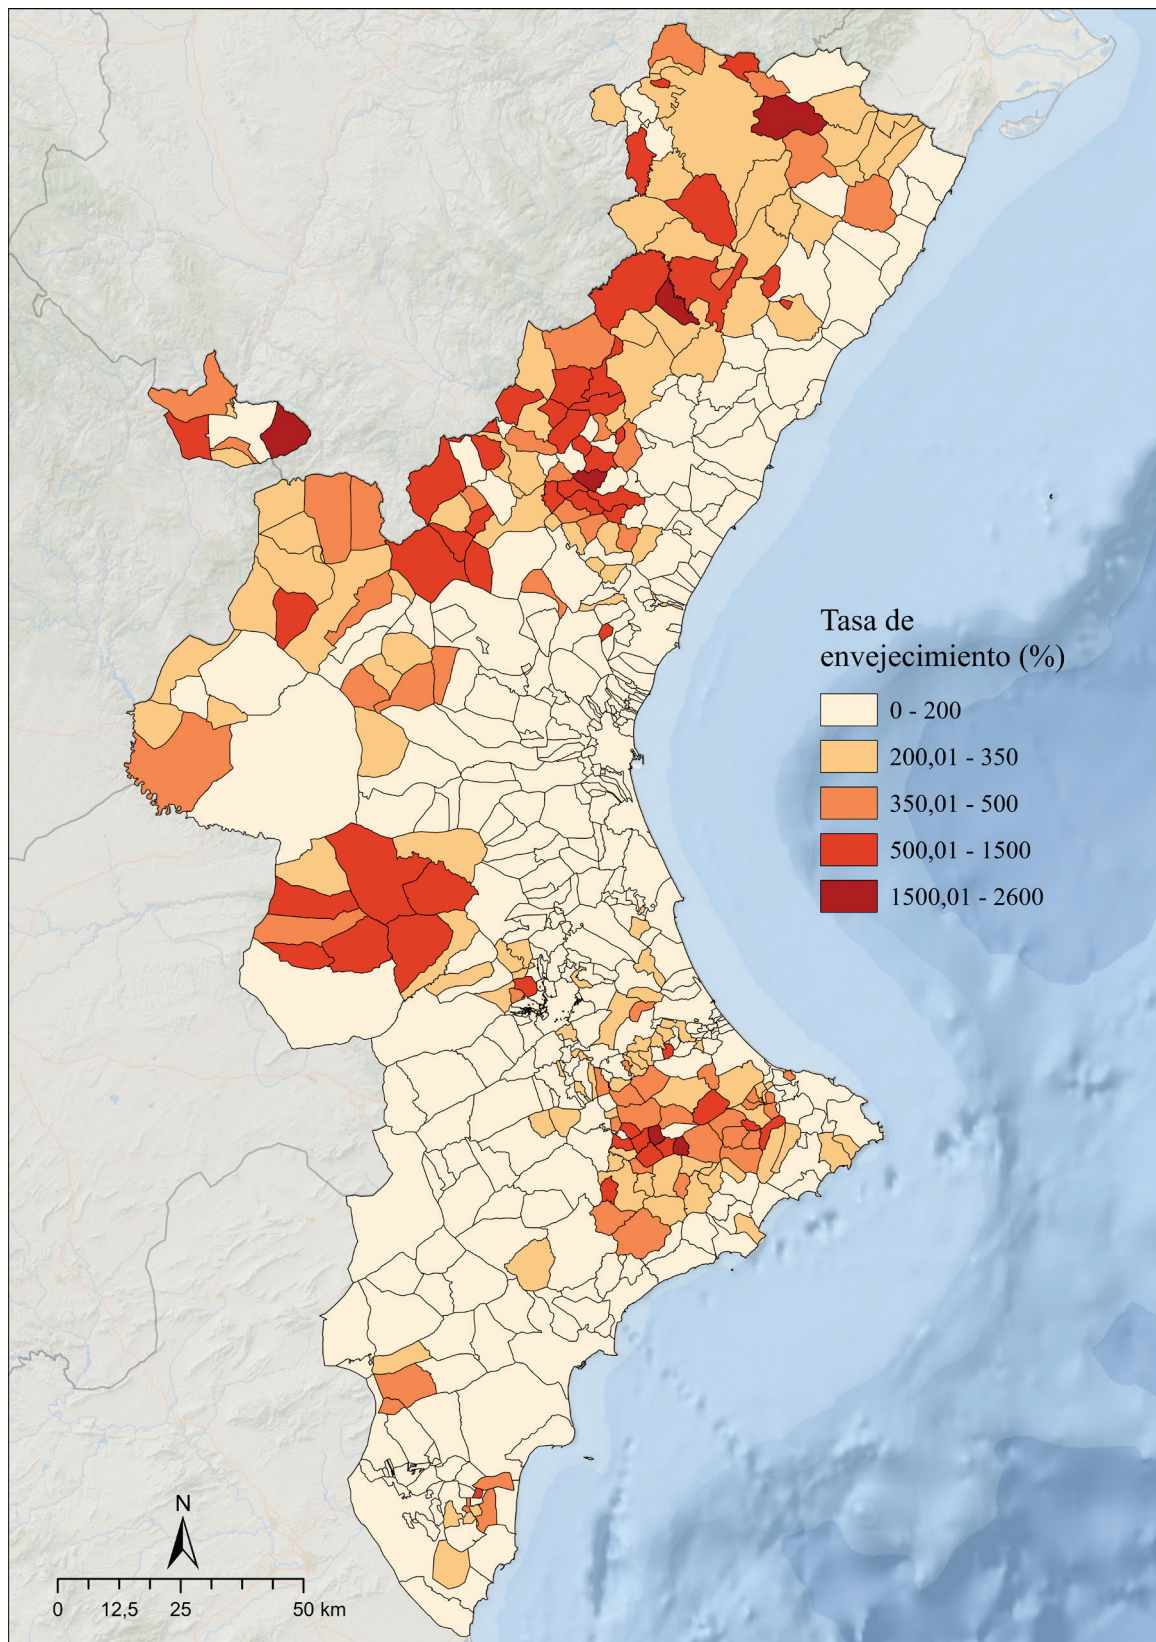 Tasa de
envejecimiento (%)
0 - 200
200,01 - 350
350,01 - 500
500,01 - 1500
1500,01 - 2600
N
0 12,5 25 50 km